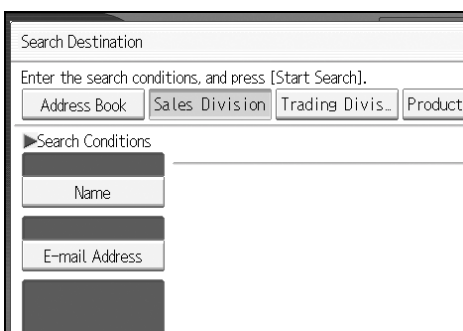 Search Destination
Enter the search conditions, and press [Start Search].
Address Book Sales Division Trading Divis... Product
▶Search Conditions
Name
E-mail Address